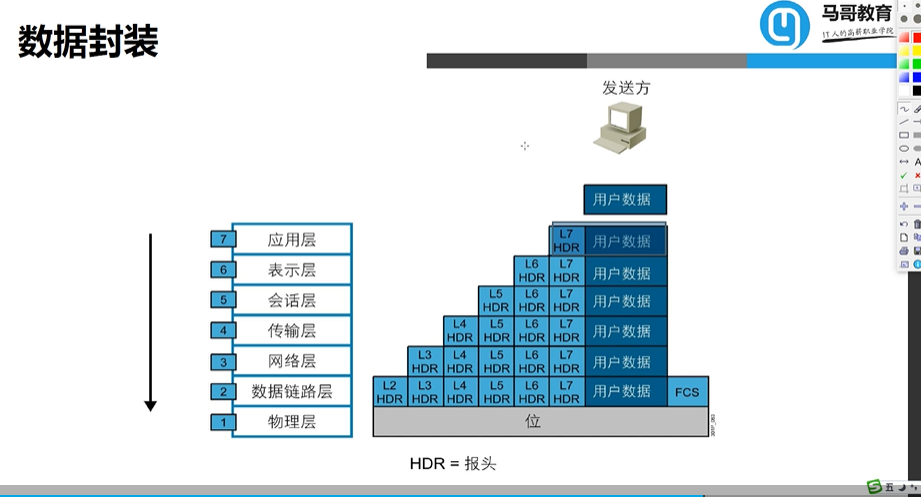 数据封装
马哥教育
IT人的高薪职业学院
发送方
用户数据
7 应用层 L7 HDR 用户数据
6 表示层 L6 HDR L7 HDR 用户数据
5 会话层 L5 HDR L6 HDR L7 HDR 用户数据
4 传输层 L4 HDR L5 HDR L6 HDR L7 HDR 用户数据
3 网络层 L3 HDR L4 HDR L5 HDR L6 HDR L7 HDR 用户数据
2 数据链路层 L2 HDR L3 HDR L4 HDR L5 HDR L6 HDR L7 HDR 用户数据 FCS
1 物理层 位
HDR = 报头
五